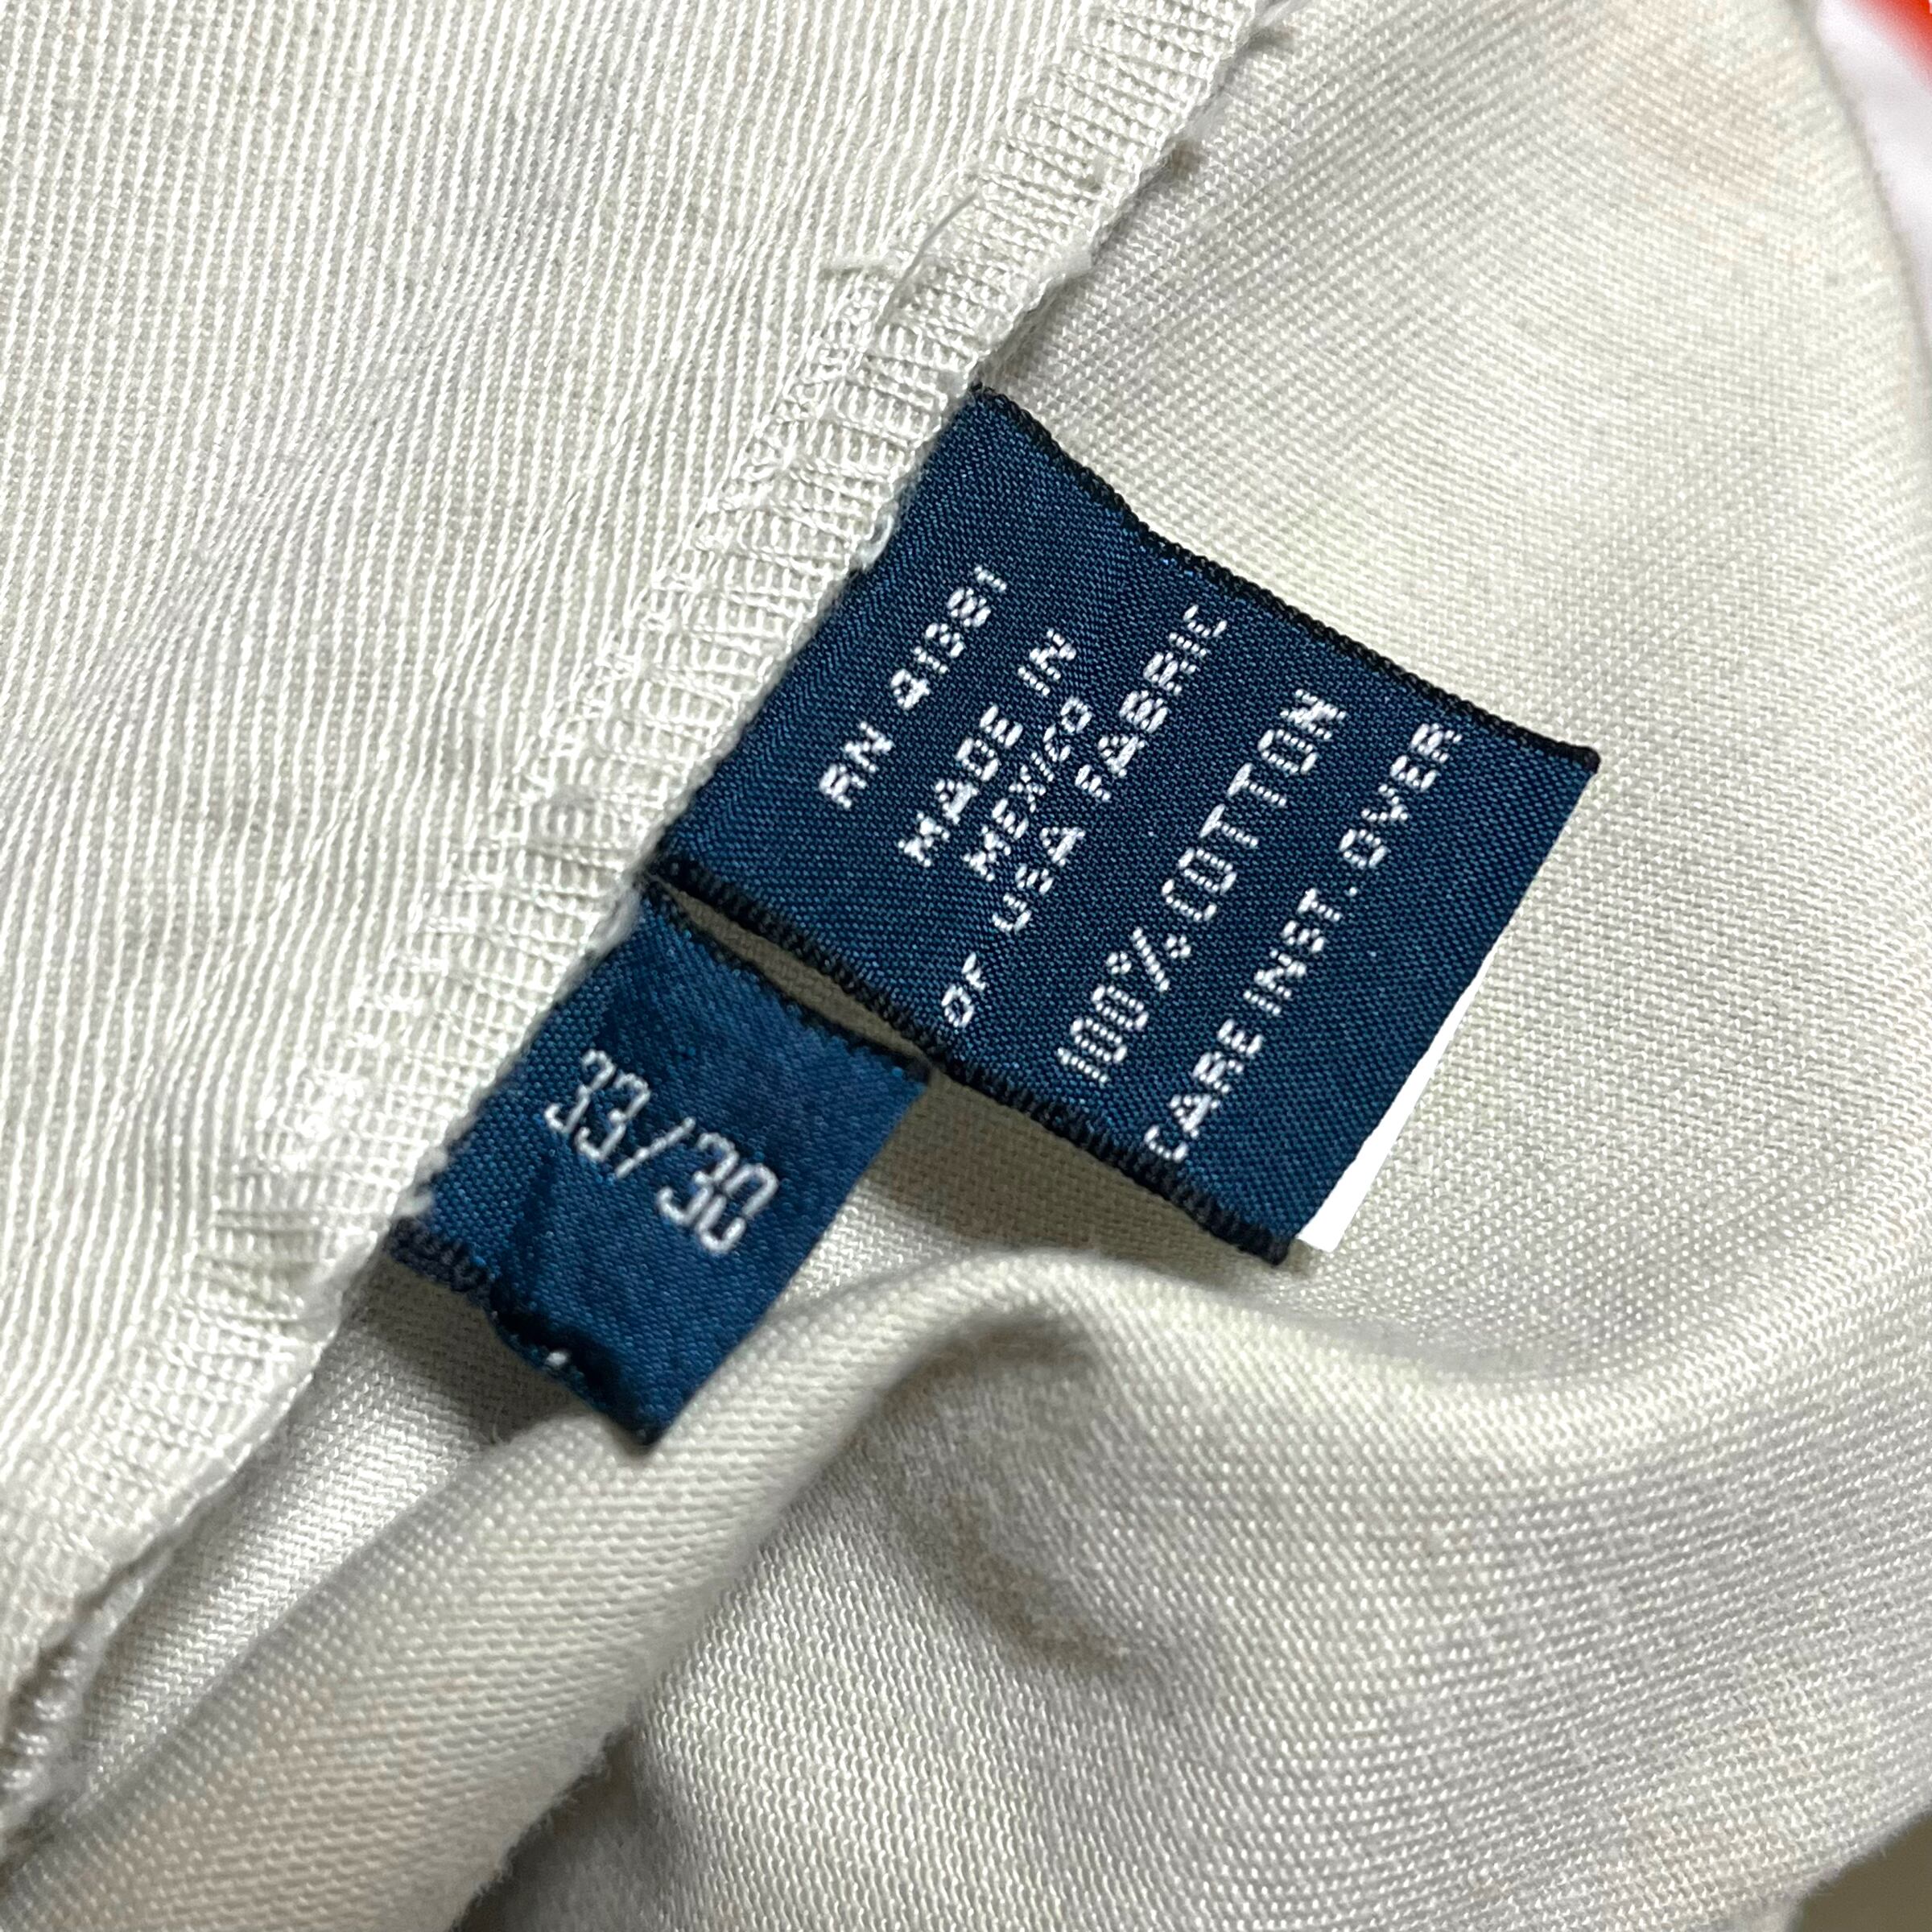 RN 41381
MADE IN
MEXICO
OF USA FABRIC
100% COTTON
CARE INST. OVER
33/30